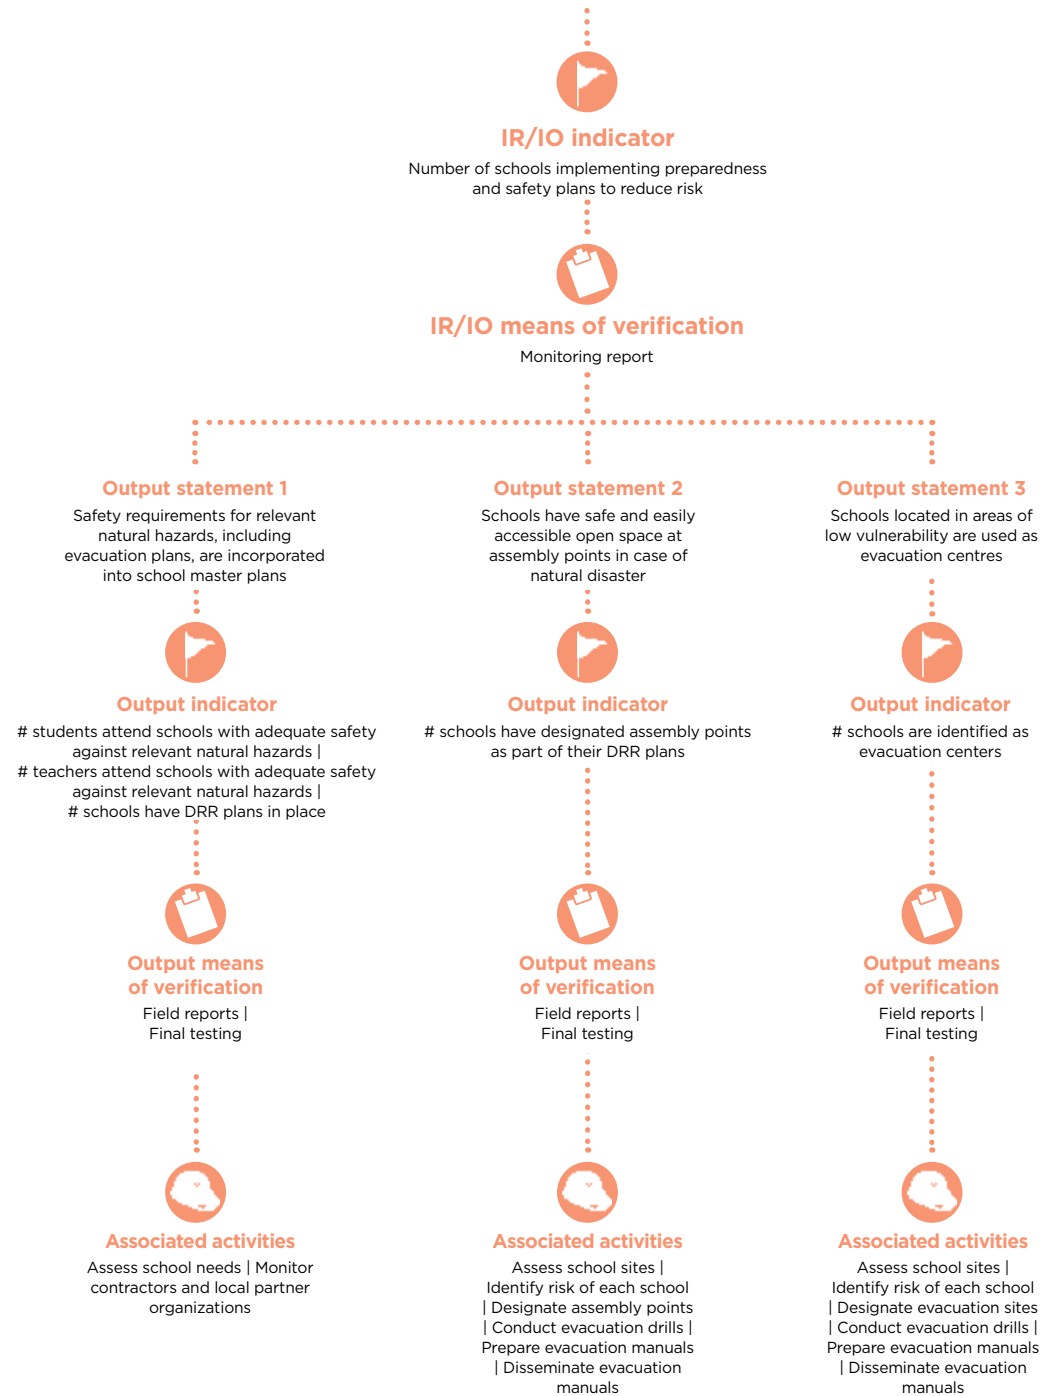 IR/IO indicator
Number of schools implementing preparedness
and safety plans to reduce risk
IR/IO means of verification
Monitoring report
Output statement 1
Safety requirements for relevant
natural hazards, including
evacuation plans, are incorporated
into school master plans
Output indicator
# students attend schools with adequate safety
against relevant natural hazards |
# teachers attend schools with adequate safety
against relevant natural hazards |
# schools have DRR plans in place
Output means
of verification
Field reports |
Final testing
Associated activities
Assess school needs | Monitor
contractors and local partner
organizations
Output statement 2
Schools have safe and easily
accessible open space at
assembly points in case of
natural disaster
Output indicator
# schools have designated assembly points
as part of their DRR plans
Output means
of verification
Field reports |
Final testing
Associated activities
Assess school sites |
Identify risk of each school
| Designate assembly points
| Conduct evacuation drills |
Prepare evacuation manuals
| Disseminate evacuation
manuals
Output statement 3
Schools located in areas of
low vulnerability are used as
evacuation centres
Output indicator
# schools are identified as
evacuation centers
Output means
of verification
Field reports |
Final testing
Associated activities
Assess school sites |
Identify risk of each school
| Designate evacuation sites
| Conduct evacuation drills |
Prepare evacuation manuals
| Disseminate evacuation
manuals